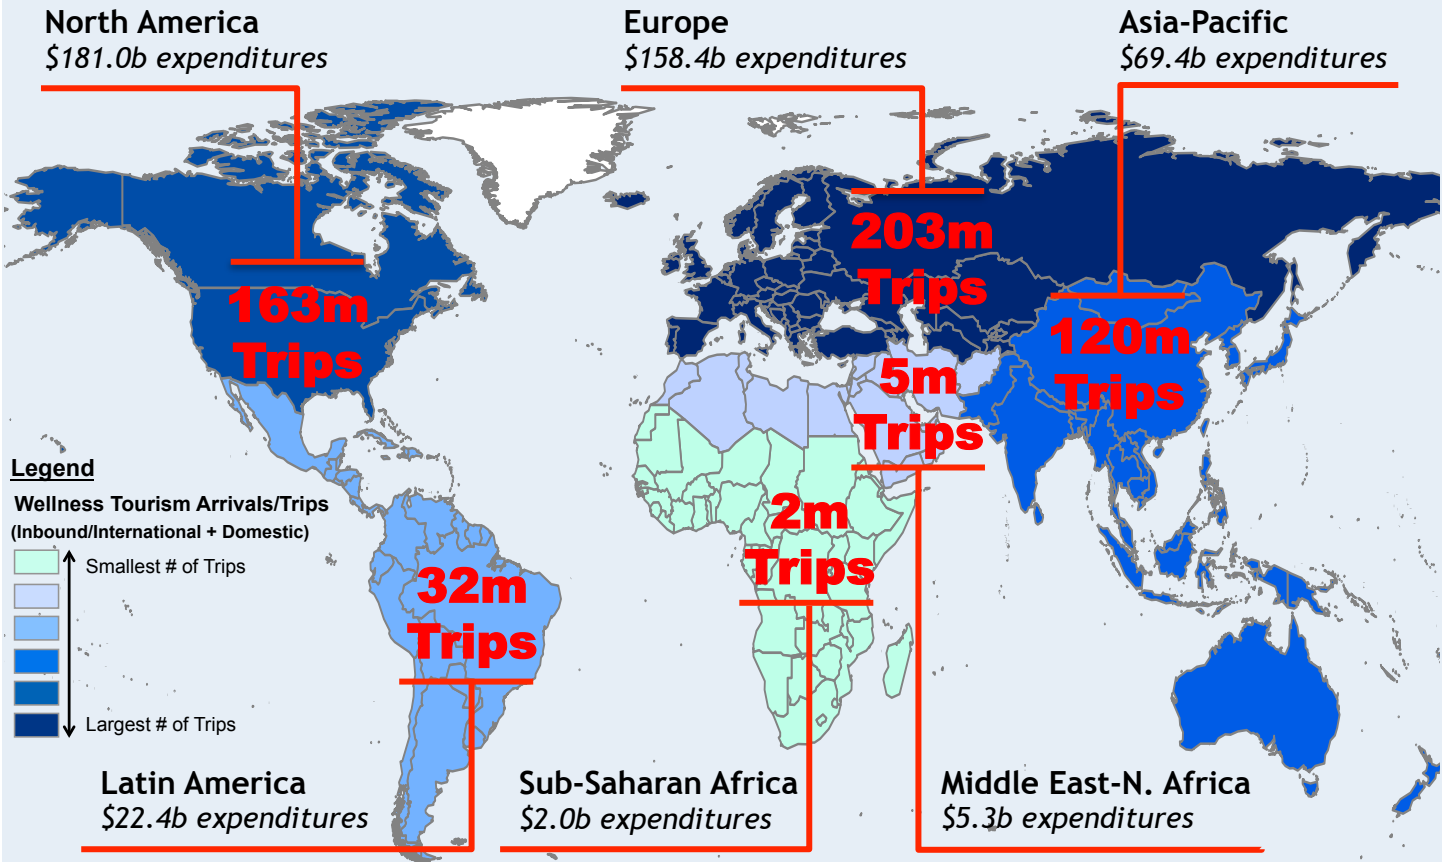 North America
$181.0b expenditures
Europe
$158.4b expenditures
Asia-Pacific
$69.4b expenditures
203m
Trips
163m
Trips
120m
Trips
5m
Trips
2m
Trips
32m
Trips
Legend
Wellness Tourism Arrivals/Trips
(Inbound/International + Domestic)
Smallest # of Trips
Largest # of Trips
Latin America
$22.4b expenditures
Sub-Saharan Africa
$2.0b expenditures
Middle East-N. Africa
$5.3b expenditures